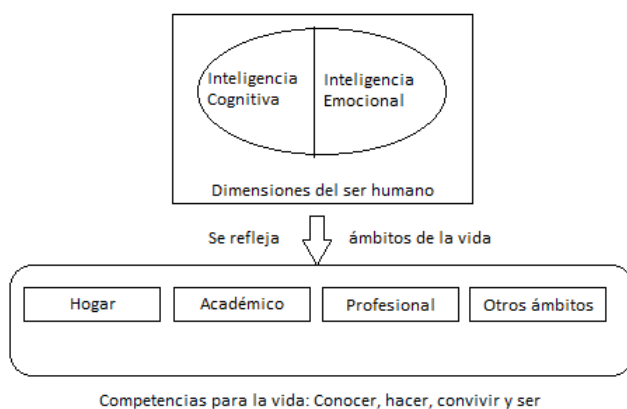 Inteligencia
Cognitiva
Inteligencia
Emocional
Dimensiones del ser humano
Se refleja
ámbitos de la vida
Hogar
Académico
Profesional
Otros ámbitos
Competencias para la vida: Conocer, hacer, convivir y ser